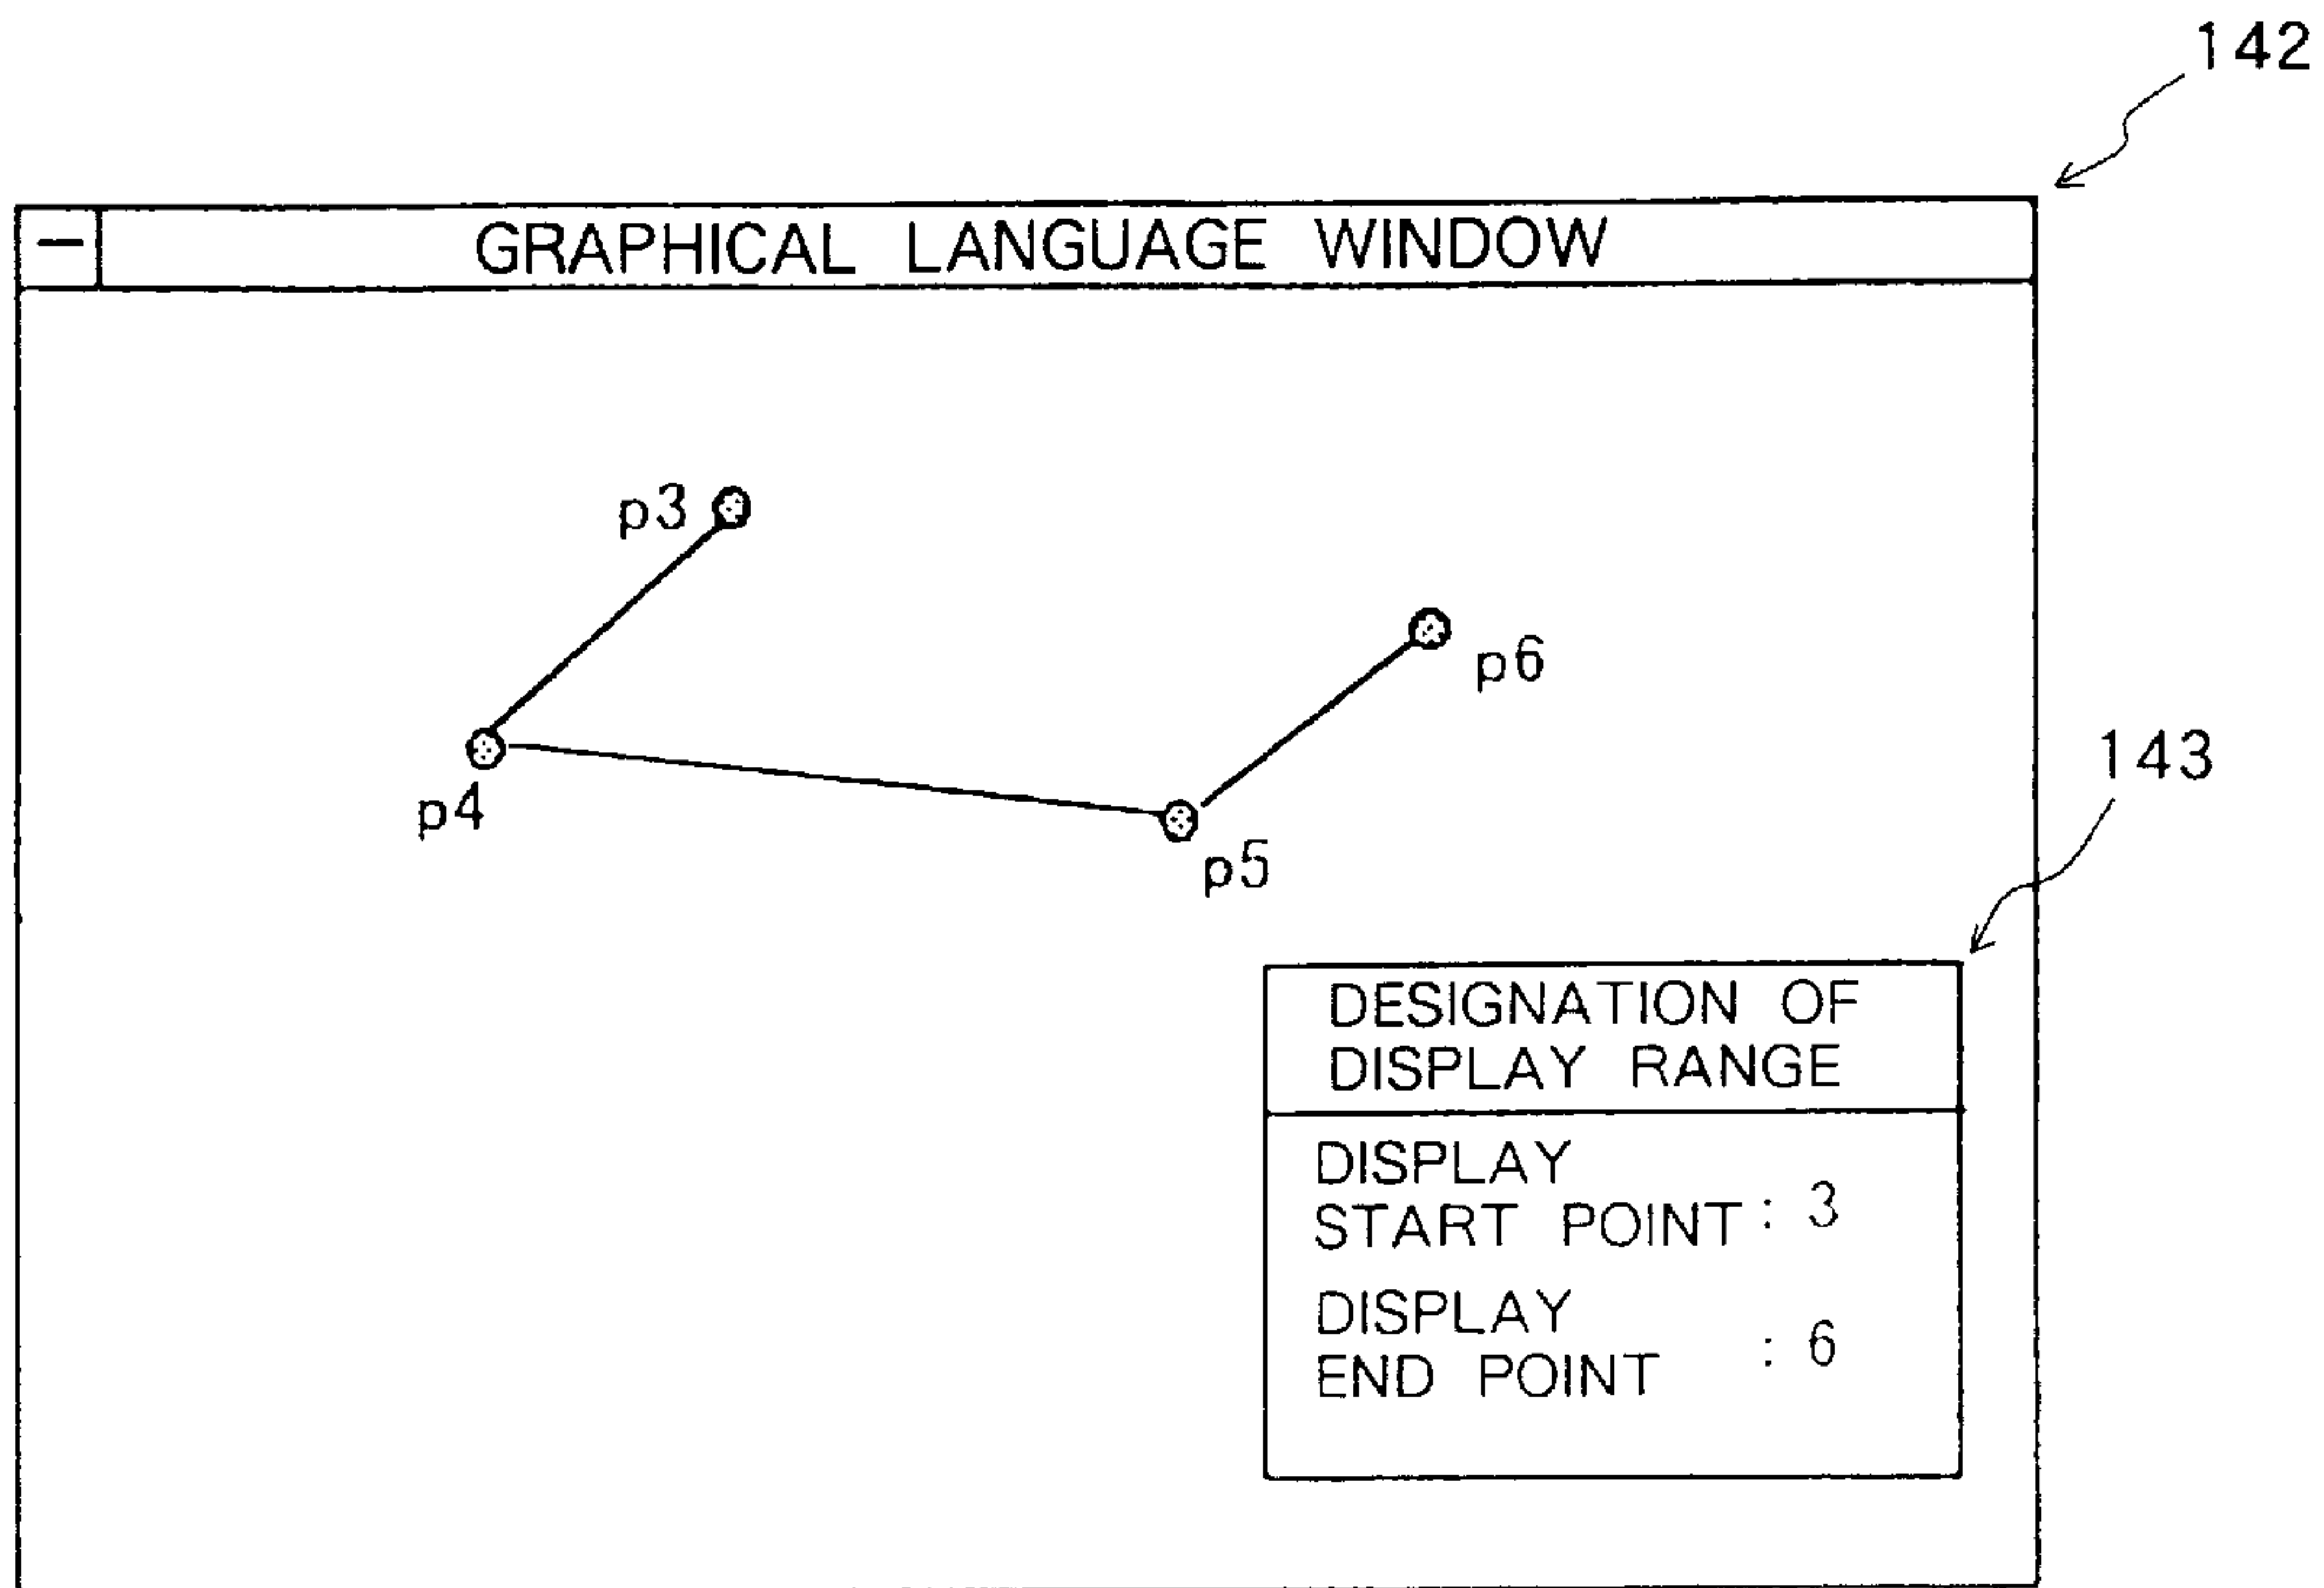 142
GRAPHICAL LANGUAGE WINDOW
p3
p6
p4
p5
143
DESIGNATION OF
DISPLAY RANGE
DISPLAY
START POINT : 3
DISPLAY
END POINT : 6